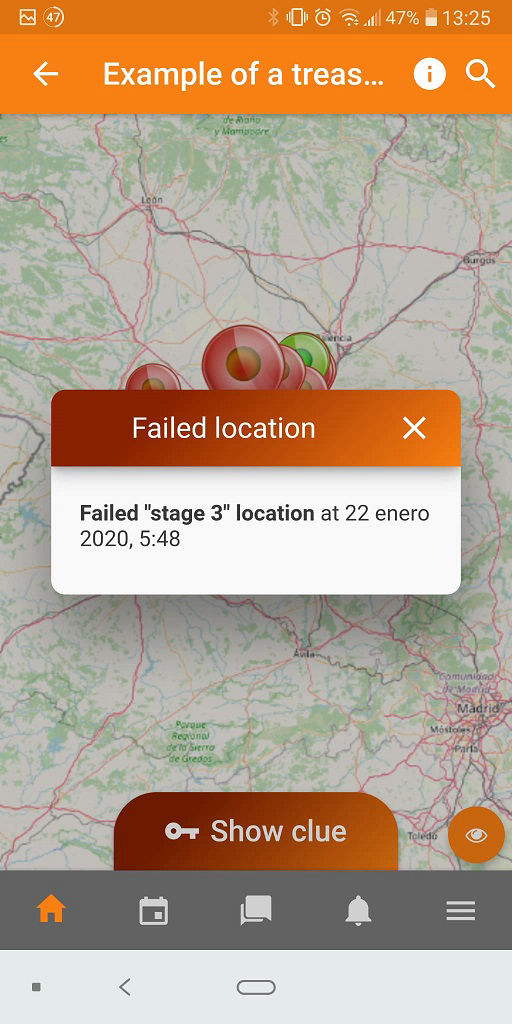 47
47%
13:25
Example of a treas...
de Riaño
y Mampodre
León
Burgos
Failed location
Failed "stage 3" location at 22 enero
2020, 5:48
Ávila
Comunidad
de Madrid
Madrid
Móstoles
Parla
Parque
Regional
de la Sierra
de Gredos
Toledo
Show clue